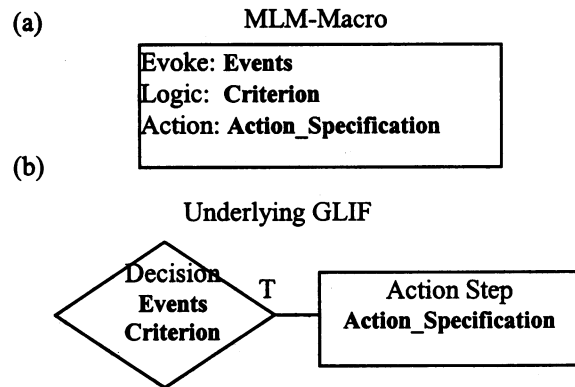 (a)
MLM-Macro
Evoke: Events
Logic: Criterion
Action: Action_Specification
(b)
Underlying GLIF
Decision
Events
Criterion
T
Action Step
Action_Specification